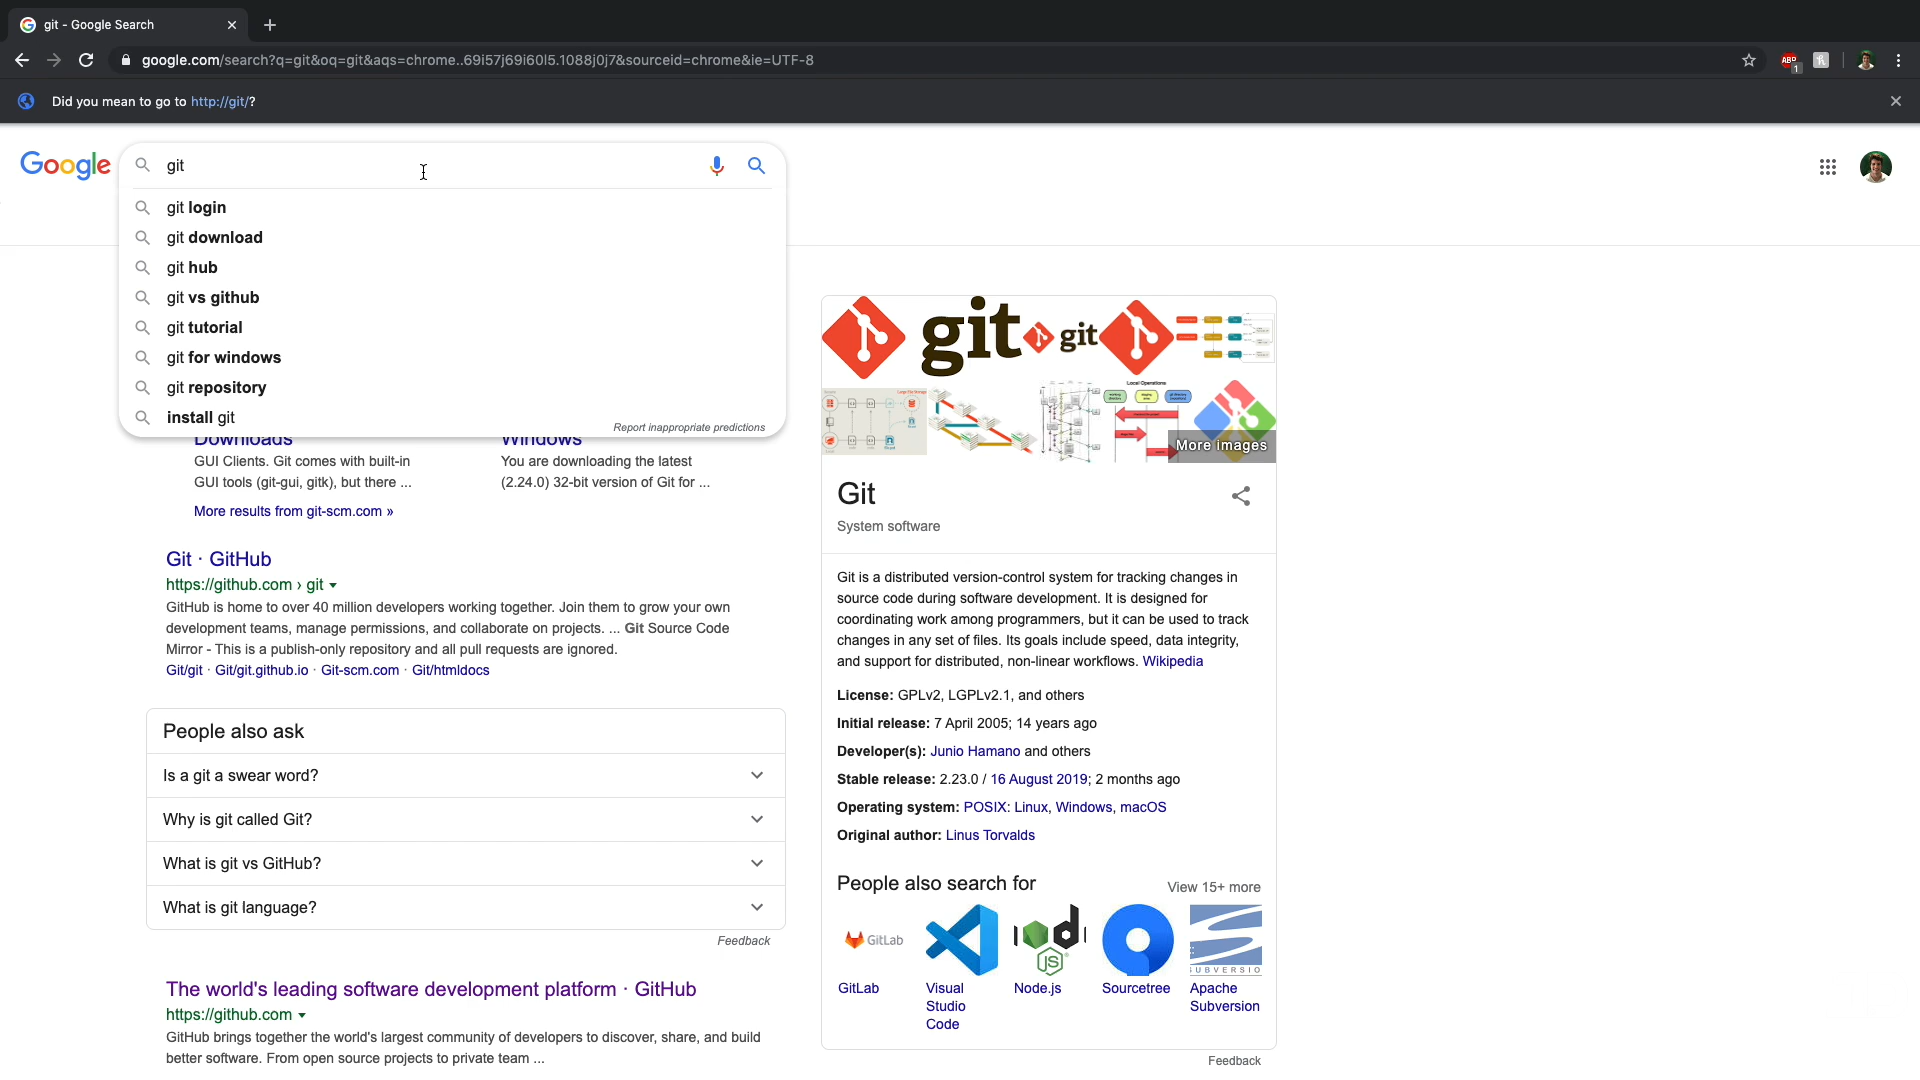 git - Google Search
google.com/search?q=git&oq=git&aqs=chrome..69i57j69i60l5.1088j0j7&sourceid=chrome&ie=UTF-8
ABP
1
Did you mean to go to http://git/?
Google
git
git login
git download
git hub
git vs github
git tutorial
git for windows
git repository
install git
Report inappropriate predictions
Downloads
GUI Clients. Git comes with built-in
GUI tools (git-gui, gitk), but there ...
Windows
You are downloading the latest
(2.24.0) 32-bit version of Git for ...
More results from git-scm.com »
Git · GitHub
https://github.com › git
GitHub is home to over 40 million developers working together. Join them to grow your own
development teams, manage permissions, and collaborate on projects. ... Git Source Code
Mirror - This is a publish-only repository and all pull requests are ignored.
Git/git · Git/git.github.io · Git-scm.com · Git/htmldocs
People also ask
Is a git a swear word?
Why is git called Git?
What is git vs GitHub?
What is git language?
Feedback
The world's leading software development platform · GitHub
https://github.com
GitHub brings together the world's largest community of developers to discover, share, and build
better software. From open source projects to private team ...
git
git
Local Operations
More images
Git
System software
Git is a distributed version-control system for tracking changes in
source code during software development. It is designed for
coordinating work among programmers, but it can be used to track
changes in any set of files. Its goals include speed, data integrity,
and support for distributed, non-linear workflows. Wikipedia
License: GPLv2, LGPLv2.1, and others
Initial release: 7 April 2005; 14 years ago
Developer(s): Junio Hamano and others
Stable release: 2.23.0 / 16 August 2019; 2 months ago
Operating system: POSIX: Linux, Windows, macOS
Original author: Linus Torvalds
People also search for
View 15+ more
GitLab
JS
UBVERSIO
GitLab
Visual
Studio
Code
Node.js
Sourcetree
Apache
Subversion
Feedback